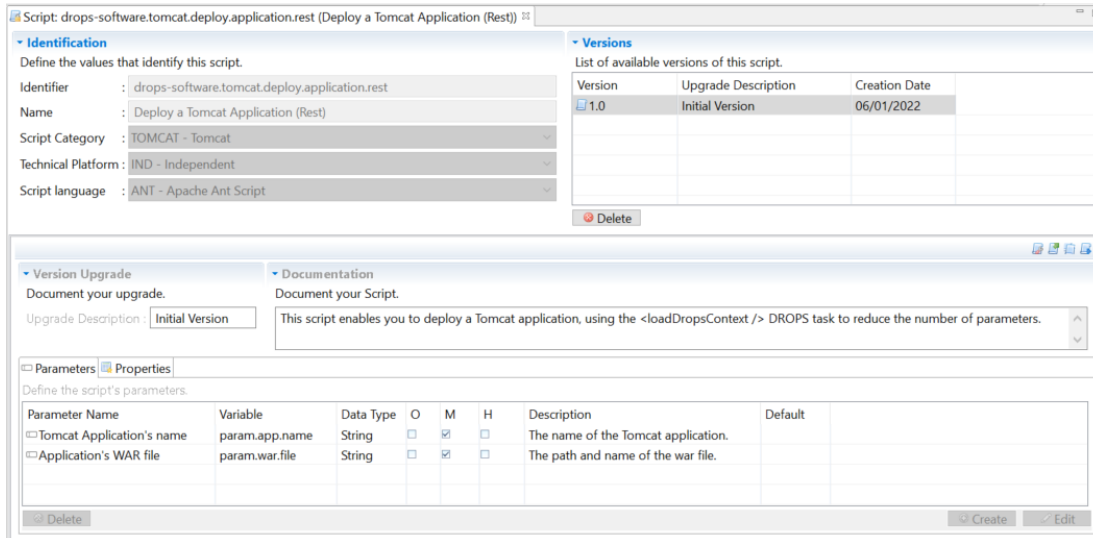 Script: drops-software.tomcat.deploy.application.rest (Deploy a Tomcat Application (Rest))
Identification
Define the values that identify this script.
Identifier : drops-software.tomcat.deploy.application.rest
Name : Deploy a Tomcat Application (Rest)
Script Category : TOMCAT - Tomcat
Technical Platform : IND - Independent
Script language : ANT - Apache Ant Script
Versions
List of available versions of this script.
Version Upgrade Description Creation Date
1.0 Initial Version 06/01/2022
Delete
Version Upgrade
Document your upgrade.
Upgrade Description : Initial Version
Documentation
Document your Script.
This script enables you to deploy a Tomcat application, using the <loadDropsContext /> DROPS task to reduce the number of parameters.
Parameters Properties
Define the script's parameters.
Parameter Name Variable Data Type O M H Description Default
Tomcat Application's name param.app.name String The name of the Tomcat application.
Application's WAR file param.war.file String The path and name of the war file.
Delete Create Edit